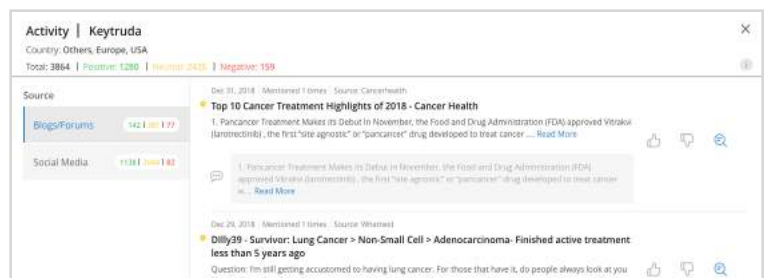 Activity | Keytruda
Country: Others, Europe, USA
Total: 3864 | Positive: 1280 | Neutral: 2425 | Negative: 159
Source
Blogs/Forums 142 | | 77
Social Media 1138 | | 82
Dec 31, 2018 Mentioned 1 times Source: Cancerhealth
Top 10 Cancer Treatment Highlights of 2018 - Cancer Health
1. Pancancer Treatment Makes its Debut In November, the Food and Drug Administration (FDA) approved Vitrakvi
(larotrectinib) , the first "site agnostic" or "pancancer" drug developed to treat cancer .... Read More
1. Pancancer Treatment Makes its Debut in November, the Food and Drug Administration (FDA)
approved Vitrakvi (larotrectinib) , the first "site agnostic" or "pancancer" drug developed to treat cancer
... Read More
Dec 29, 2018 Mentioned 1 times Source: Whatnext
Dilly39 - Survivor: Lung Cancer > Non-Small Cell > Adenocarcinoma- Finished active treatment
less than 5 years ago
Question: I'm still getting accustomed to having lung cancer. For those that have it, do people always look at you